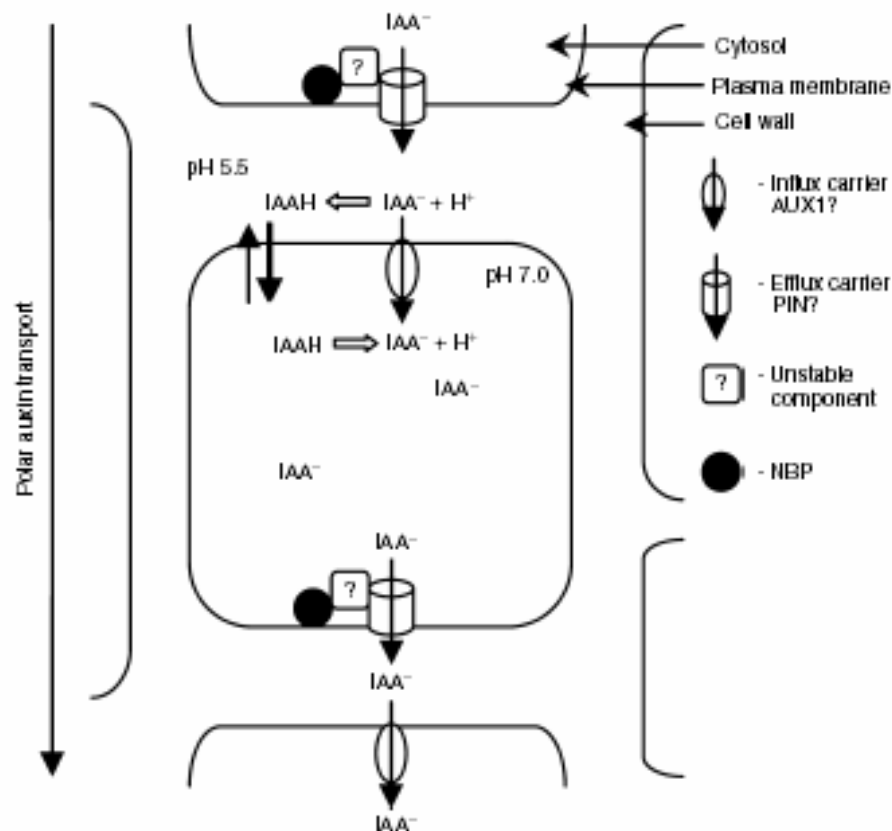 IAA⁻
?
Cytosol
Plasma membrane
Cell wall
pH 5.5
IAAH ⇐ IAA⁻ + H⁺
pH 7.0
IAAH ⇒ IAA⁻ + H⁺
IAA⁻
IAA⁻
IAA⁻
?
IAA⁻
IAA⁻
Polar auxin transport
- Influx carrier
AUX1?
- Efflux carrier
PIN?
? - Unstable
component
- NBP